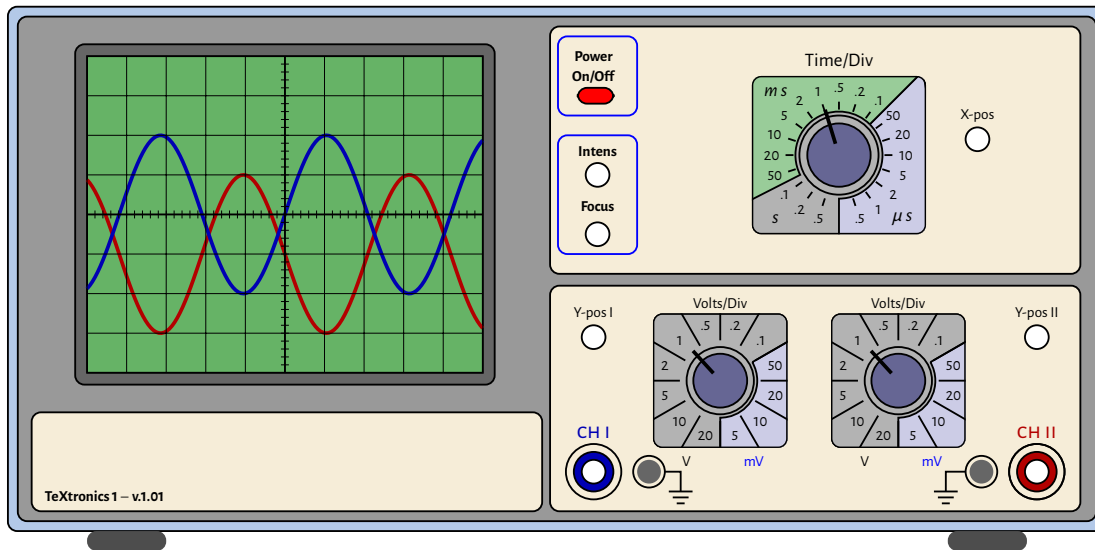 Power
On/Off
Intens
Focus
Time/Div
X-pos
ms
µs
s
.5
.2
.1
50
20
10
5
2
1
.5
.5
.2
.1
50
20
10
5
2
1
Y-pos I
Volts/Div
.5
.2
.1
50
20
10
5
20
10
5
2
1
V
mV
CH I
Volts/Div
.5
.2
.1
50
20
10
5
20
10
5
2
1
V
mV
Y-pos II
CH II
TeXtronics 1 – v.1.01